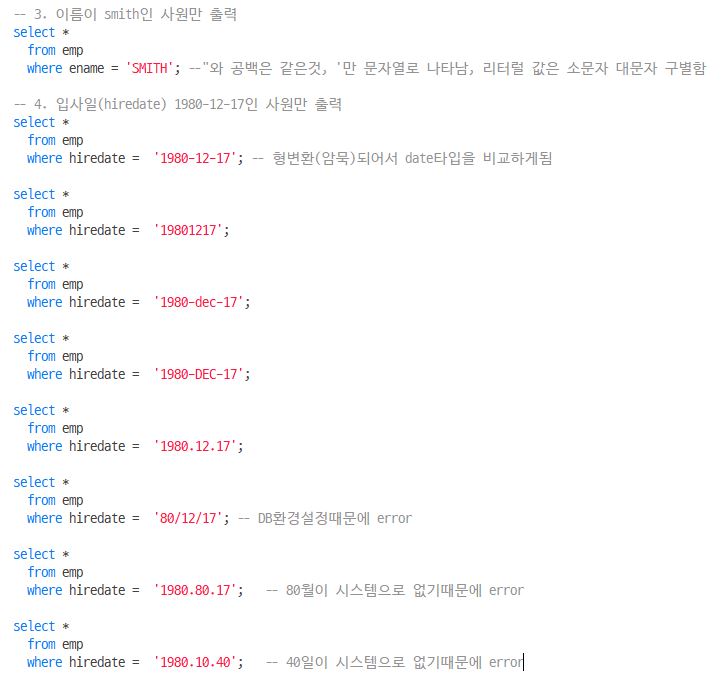 -- 3. 이름이 smith인 사원만 출력
select *
from emp
where ename = 'SMITH'; --"와 공백은 같은것, '만 문자열로 나타남, 리터럴 값은 소문자 대문자 구별함
-- 4. 입사일(hiredate) 1980-12-17인 사원만 출력
select *
from emp
where hiredate = '1980-12-17'; -- 형변환(암묵)되어서 date타입을 비교하게됨
select *
from emp
where hiredate = '19801217';
select *
from emp
where hiredate = '1980-dec-17';
select *
from emp
where hiredate = '1980-DEC-17';
select *
from emp
where hiredate = '1980.12.17';
select *
from emp
where hiredate = '80/12/17'; -- DB환경설정때문에 error
select *
from emp
where hiredate = '1980.80.17'; -- 80월이 시스템으로 없기때문에 error
select *
from emp
where hiredate = '1980.10.40'; -- 40일이 시스템으로 없기때문에 error